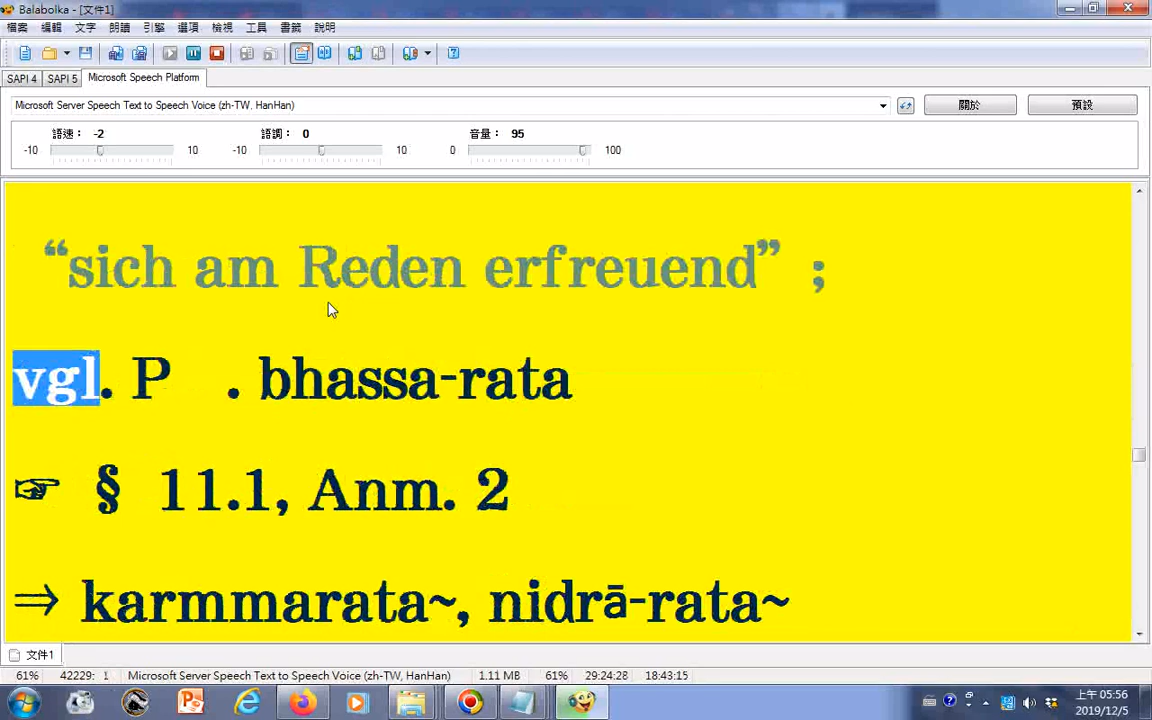 Balabolka - [文件1]
檔案 編輯 文字 朗讀 引擎 選項 檢視 工具 書籤 說明
SAPI 4 SAPI 5 Microsoft Speech Platform
Microsoft Server Speech Text to Speech Voice (zh-TW, HanHan) 關於 預設
語速： -2 語調： 0 音量： 95
-10 10 -10 10 0 100
“sich am Reden erfreuend” ;
vgl. P . bhassa-rata
☞ § 11.1, Anm. 2
⇒ karmmarata~, nidrā-rata~
文件1
61% 42229: 1 Microsoft Server Speech Text to Speech Voice (zh-TW, HanHan) 1.11 MB 61% 29:24:28 18:43:15
上午 05:56
2019/12/5